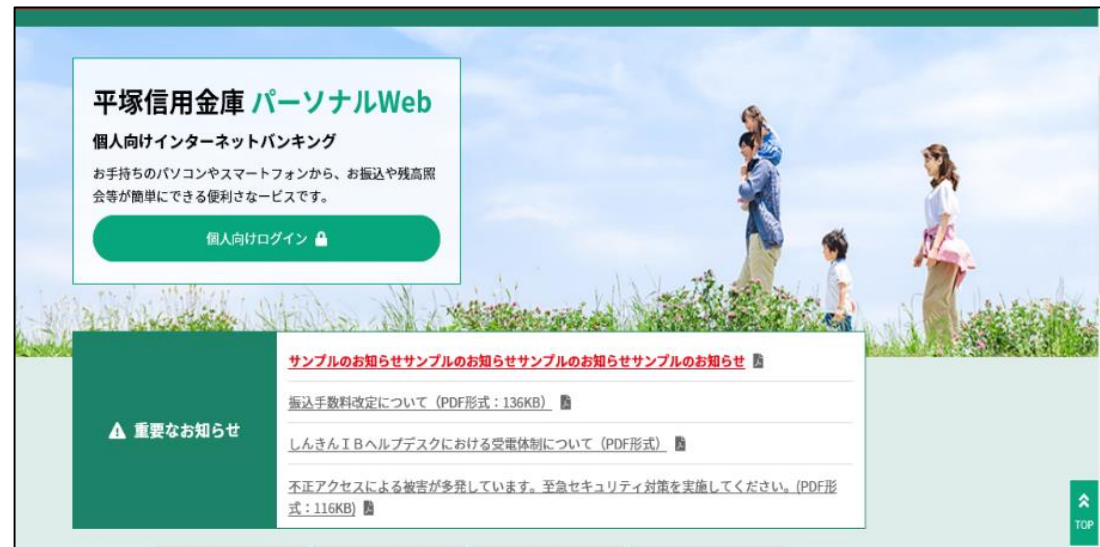 平塚信用金庫 パーソナルWeb
個人向けインターネットバンキング
お手持ちのパソコンやスマートフォンから、お振込や残高照
会等が簡単にできる便利さなービスです。
個人向けログイン
重要なお知らせ
サンプルのお知らせサンプルのお知らせサンプルのお知らせサンプルのお知らせ
振込手数料改定について（PDF形式：136KB）
しんきんＩＢヘルプデスクにおける受電体制について（PDF形式）
不正アクセスによる被害が多発しています。至急セキュリティ対策を実施してください。(PDF形
式：116KB)
TOP